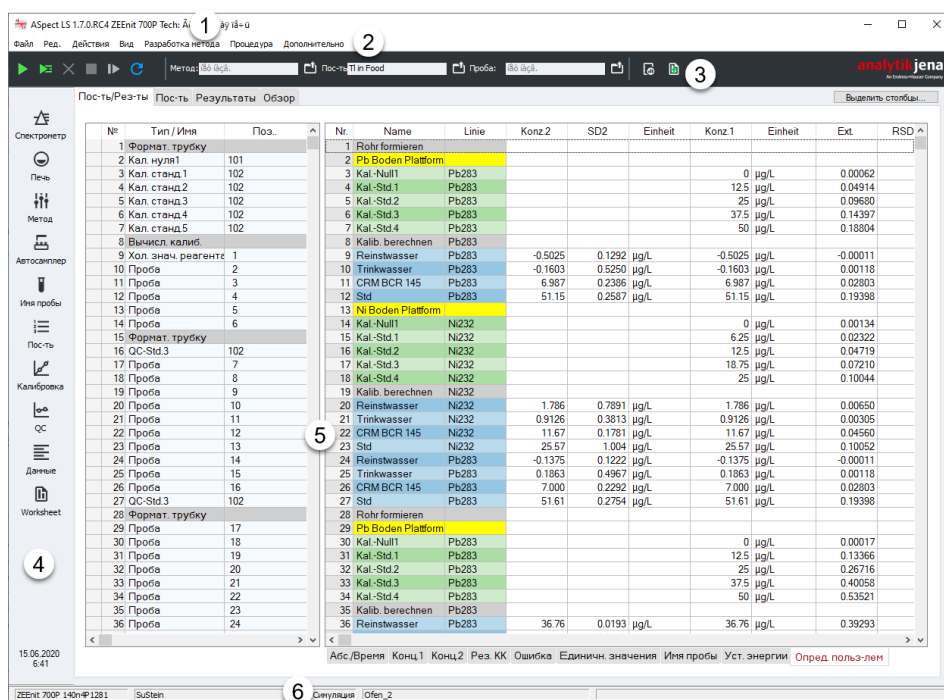 ASpect LS 1.7.0.RC4 ZEEnit 700P Tech:
1
Файл Ред. Действия Вид Разработка метода Процедура Дополнительно
2
Метод: Пос-ть Tl in Food Проба:
3
analytikjena
An Endress+Hauser Company
Пос-ть/Рез-ты Пос-ть Результаты Обзор
Выделить столбцы...
Спектрометр
Печь
Метод
Автосамплер
Имя пробы
Пос-ть
Калибровка
QC
Данные
Worksheet
4
15.06.2020
6:41
№ Тип / Имя Поз..
1 Формат. трубку
2 Кал. нуля1 101
3 Кал. станд.1 102
4 Кал. станд.2 102
5 Кал. станд.3 102
6 Кал. станд.4 102
7 Кал. станд.5 102
8 Вычисл. калиб.
9 Хол. знач. реагента 1
10 Проба 2
11 Проба 3
12 Проба 4
13 Проба 5
14 Проба 6
15 Формат. трубку
16 QC-Std.3 102
17 Проба 7
18 Проба 8
19 Проба 9
20 Проба 10
21 Проба 11
22 Проба 12
23 Проба 13
24 Проба 14
25 Проба 15
26 Проба 16
27 QC-Std.3 102
28 Формат. трубку
29 Проба 17
30 Проба 18
31 Проба 19
32 Проба 20
33 Проба 21
34 Проба 22
35 Проба 23
36 Проба 24
5
Nr. Name Linie Konz.2 SD2 Einheit Konz.1 Einheit Ext. RSD
1 Rohr formieren
2 Pb Boden Plattform
3 Kal.-Null1 Pb283 0 µg/L 0.00062
4 Kal.-Std.1 Pb283 12.5 µg/L 0.04914
5 Kal.-Std.2 Pb283 25 µg/L 0.09680
6 Kal.-Std.3 Pb283 37.5 µg/L 0.14397
7 Kal.-Std.4 Pb283 50 µg/L 0.18804
8 Kalib. berechnen Pb283
9 Reinstwasser Pb283 -0.5025 0.1292 µg/L -0.5025 µg/L -0.00011
10 Trinkwasser Pb283 -0.1603 0.5250 µg/L -0.1603 µg/L 0.00118
11 CRM BCR 145 Pb283 6.987 0.2386 µg/L 6.987 µg/L 0.02803
12 Std Pb283 51.15 0.2587 µg/L 51.15 µg/L 0.19398
13 Ni Boden Plattform
14 Kal.-Null1 Ni232 0 µg/L 0.00134
15 Kal.-Std.1 Ni232 6.25 µg/L 0.02322
16 Kal.-Std.2 Ni232 12.5 µg/L 0.04719
17 Kal.-Std.3 Ni232 18.75 µg/L 0.07210
18 Kal.-Std.4 Ni232 25 µg/L 0.10044
19 Kalib. berechnen Ni232
20 Reinstwasser Ni232 1.786 0.7891 µg/L 1.786 µg/L 0.00650
21 Trinkwasser Ni232 0.9126 0.3813 µg/L 0.9126 µg/L 0.00305
22 CRM BCR 145 Ni232 11.67 0.1781 µg/L 11.67 µg/L 0.04560
23 Std Ni232 25.57 1.004 µg/L 25.57 µg/L 0.10052
24 Reinstwasser Pb283 -0.1375 0.1222 µg/L -0.1375 µg/L -0.00011
25 Trinkwasser Pb283 0.1863 0.4967 µg/L 0.1863 µg/L 0.00118
26 CRM BCR 145 Pb283 7.000 0.2292 µg/L 7.000 µg/L 0.02803
27 Std Pb283 51.61 0.2754 µg/L 51.61 µg/L 0.19398
28 Rohr formieren
29 Pb Boden Plattform
30 Kal.-Null1 Pb283 0 µg/L 0.00017
31 Kal.-Std.1 Pb283 12.5 µg/L 0.13366
32 Kal.-Std.2 Pb283 25 µg/L 0.26716
33 Kal.-Std.3 Pb283 37.5 µg/L 0.40058
34 Kal.-Std.4 Pb283 50 µg/L 0.53521
35 Kalib. berechnen Pb283
36 Reinstwasser Pb283 36.76 0.0193 µg/L 36.76 µg/L 0.39293
Абс./Время Конц.1 Конц.2 Рез. КК Ошибка Единичн. значения Имя пробы Уст. энергии Опред. польз-лем
ZEEnit 700P 140n4P1281 SuStein 6 Симуляция Ofen_2